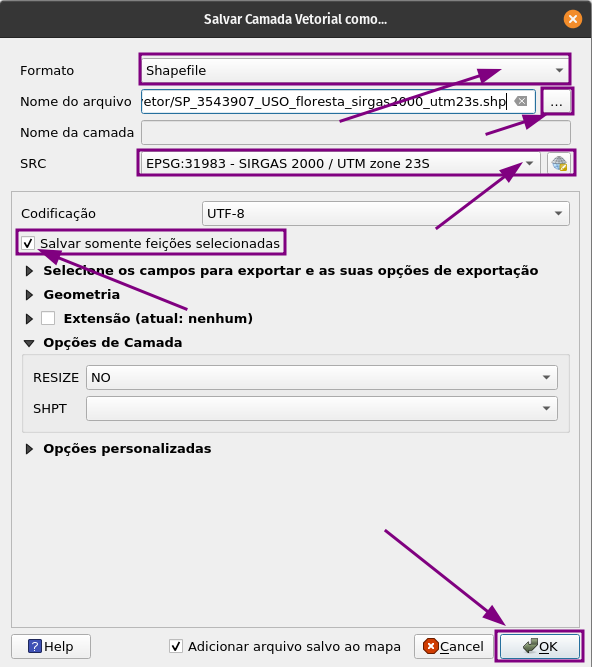 Salvar Camada Vetorial como...
Formato Shapefile
Nome do arquivo vetor/SP_3543907_USO_floresta_sirgas2000_utm23s.shp ...
Nome da camada
SRC EPSG:31983 - SIRGAS 2000 / UTM zone 23S
Codificação UTF-8
Salvar somente feições selecionadas
Selecione os campos para exportar e as suas opções de exportação
Geometria
Extensão (atual: nenhum)
Opções de Camada
RESIZE NO
SHPT
Opções personalizadas
Help Adicionar arquivo salvo ao mapa Cancel OK